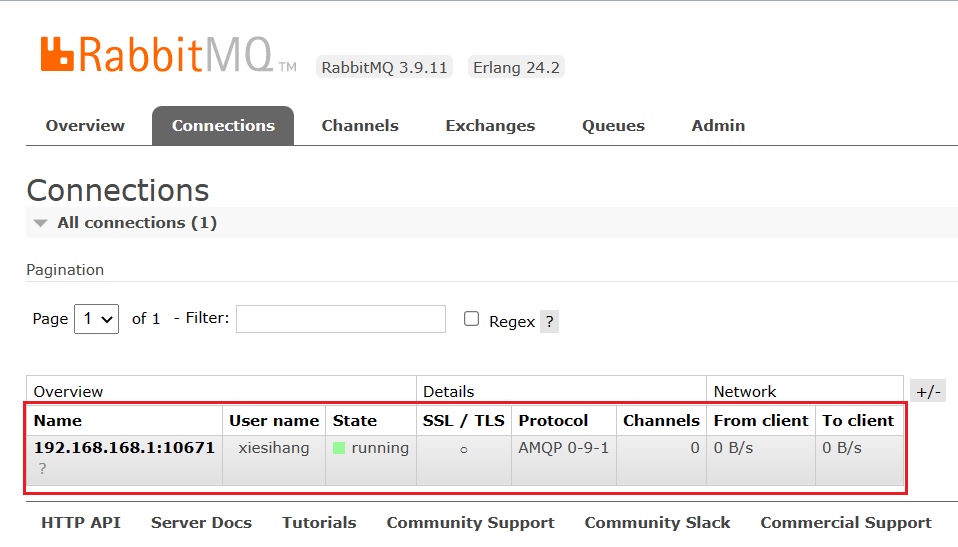 RabbitMQ TM RabbitMQ 3.9.11 Erlang 24.2
Overview Connections Channels Exchanges Queues Admin
Connections
All connections (1)
Pagination
Page 1 of 1 - Filter: Regex ?
Overview Details Network +/-
Name User name State SSL / TLS Protocol Channels From client To client
192.168.168.1:10671 xiesihang running ○ AMQP 0-9-1 0 0 B/s 0 B/s
?
HTTP API Server Docs Tutorials Community Support Community Slack Commercial Support